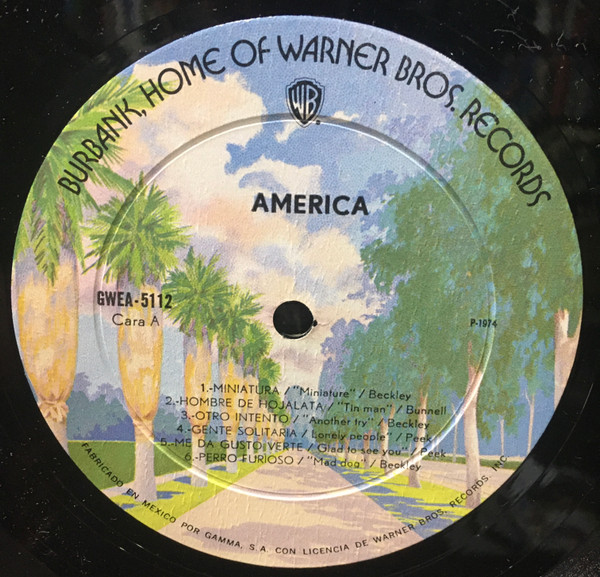 BURBANK, HOME OF WARNER BROS. RECORDS
WB
AMERICA
GWEA-5112
Cara A
P-1974
1.-MINIATURA / "Miniature" / Beckley
2.-HOMBRE DE HOJALATA / "Tin man" / Bunnell
3.-OTRO INTENTO / "Another try" / Beckley
4.-GENTE SOLITARIA / Lonely people" / Peek
5.-ME DA GUSTO VERTE / Glad to see you" / Peek
6.-PERRO FURIOSO / "Mad dog" / Beckley
FABRICADO EN MEXICO POR GAMMA, S.A. CON LICENCIA DE WARNER BROS. RECORDS, INC.